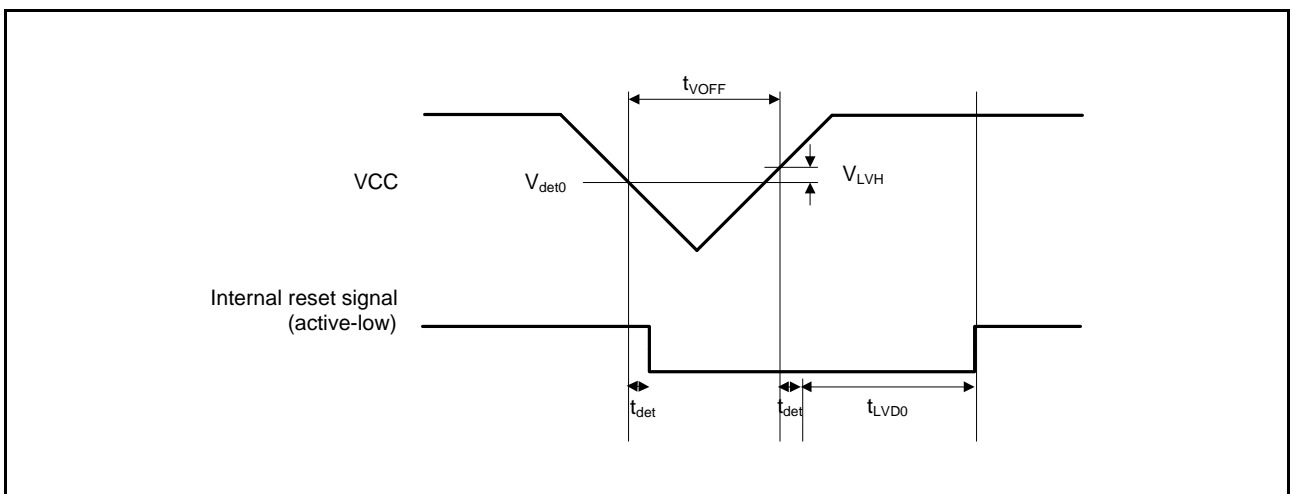 tVOFF
VCC
Vdet0
VLVH
Internal reset signal
(active-low)
tdet
tdet
tLVD0